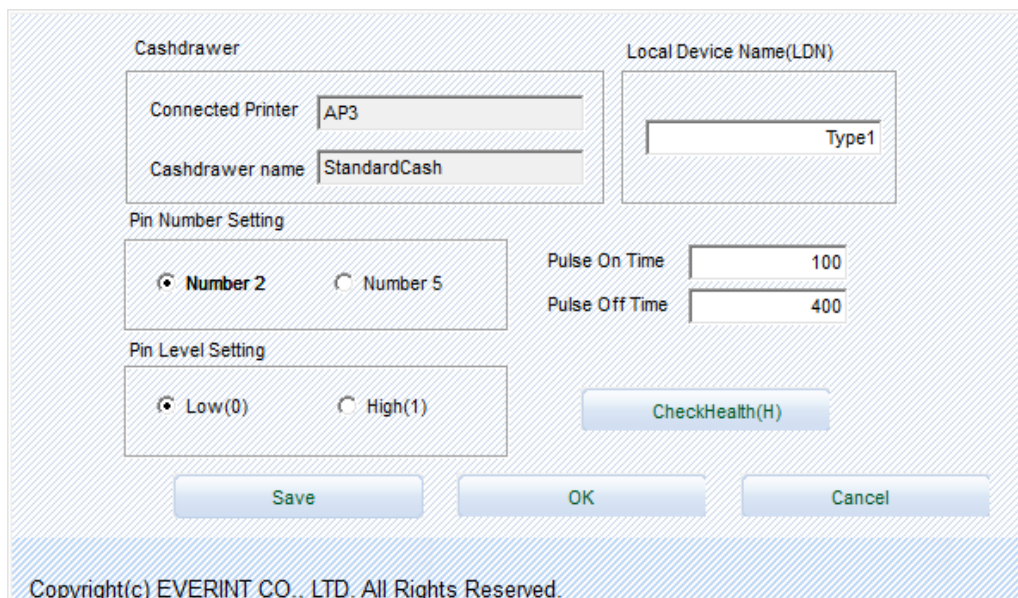 Cashdrawer
Local Device Name(LDN)
Connected Printer AP3
Type1
Cashdrawer name StandardCash
Pin Number Setting
Number 2 Number 5
Pulse On Time 100
Pulse Off Time 400
Pin Level Setting
Low(0) High(1)
CheckHealth(H)
Save OK Cancel
Copyright(c) EVERINT CO., LTD. All Rights Reserved.